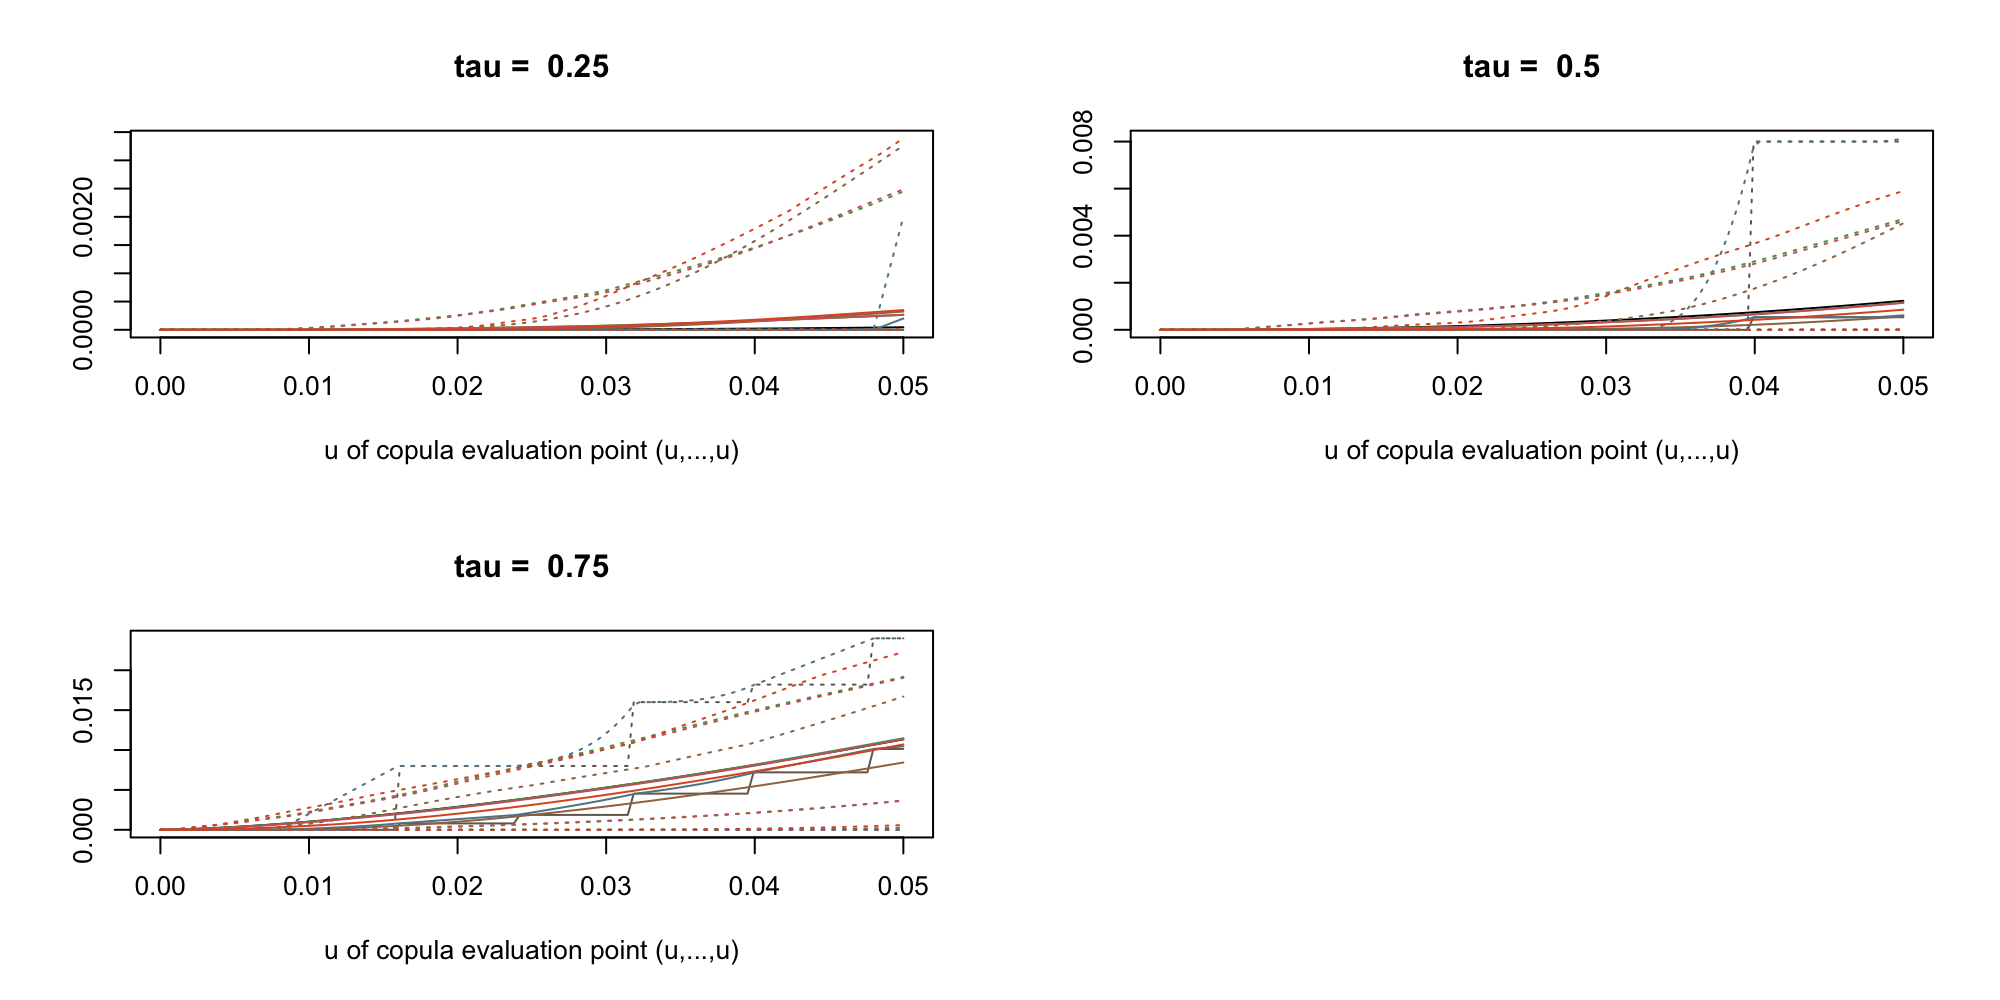 tau =  0.25
0.0020
0.0000
0.00 0.01 0.02 0.03 0.04 0.05
u of copula evaluation point (u,...,u)
tau =  0.5
0.008
0.004
0.000
0.00 0.01 0.02 0.03 0.04 0.05
u of copula evaluation point (u,...,u)
tau =  0.75
0.015
0.000
0.00 0.01 0.02 0.03 0.04 0.05
u of copula evaluation point (u,...,u)